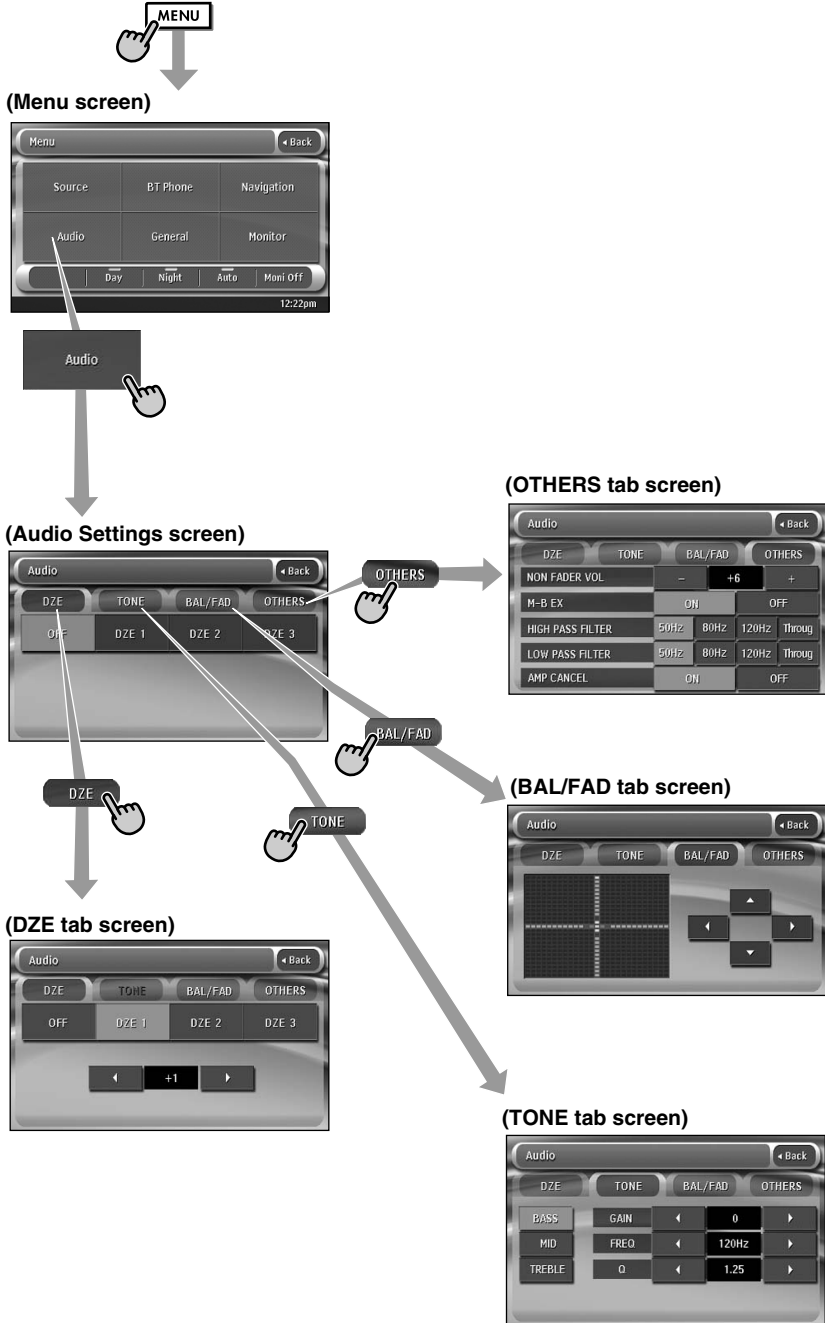 MENU
(Menu screen)
Menu
Back
Source BT Phone Navigation
Audio General Monitor
Day Night Auto Moni Off
12:22pm
Audio
(Audio Settings screen)
Audio
Back
DZE TONE BAL/FAD OTHERS
OFF DZE 1 DZE 2 DZE 3
OTHERS
(OTHERS tab screen)
Audio
Back
DZE TONE BAL/FAD OTHERS
NON FADER VOL – +6 +
M-B EX ON OFF
HIGH PASS FILTER 50Hz 80Hz 120Hz Throug
LOW PASS FILTER 50Hz 80Hz 120Hz Throug
AMP CANCEL ON OFF
BAL/FAD
(BAL/FAD tab screen)
Audio
Back
DZE TONE BAL/FAD OTHERS
DZE
TONE
(DZE tab screen)
Audio
Back
DZE TONE BAL/FAD OTHERS
OFF DZE 1 DZE 2 DZE 3
+1
(TONE tab screen)
Audio
Back
DZE TONE BAL/FAD OTHERS
BASS GAIN 0
MID FREQ 120Hz
TREBLE Q 1.25